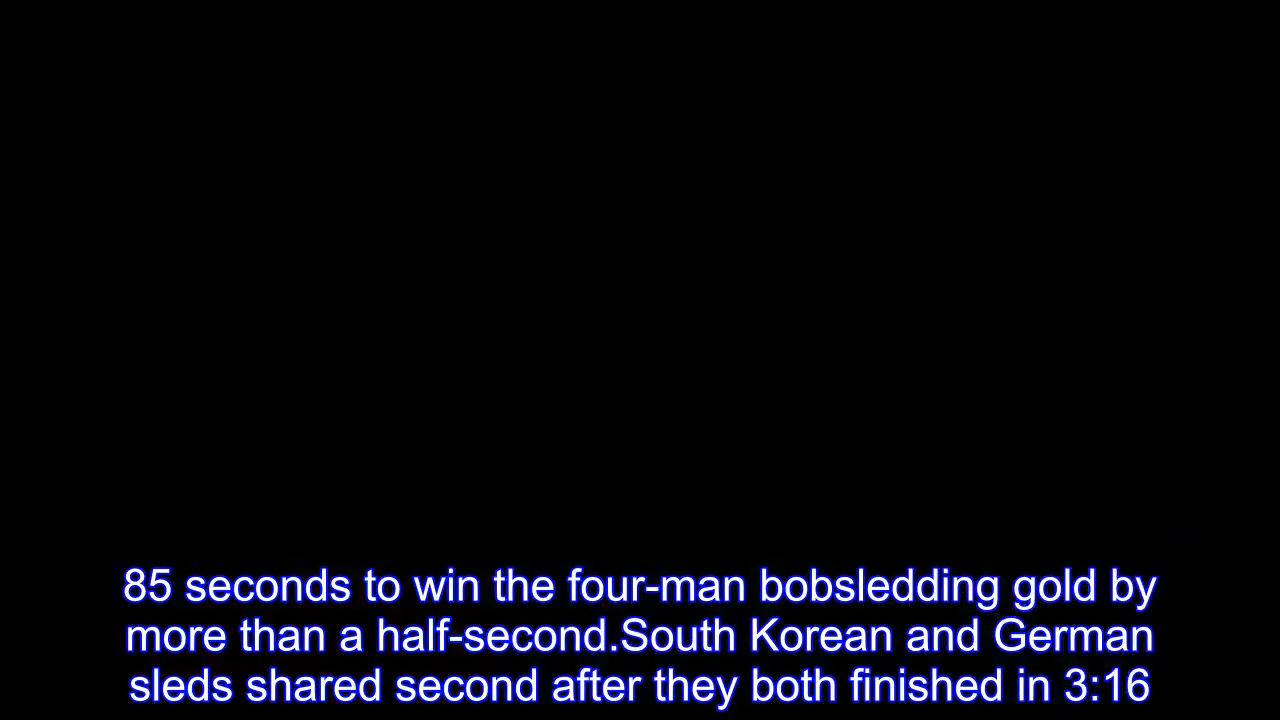 85 seconds to win the four-man bobsledding gold by
more than a half-second.South Korean and German
sleds shared second after they both finished in 3:16